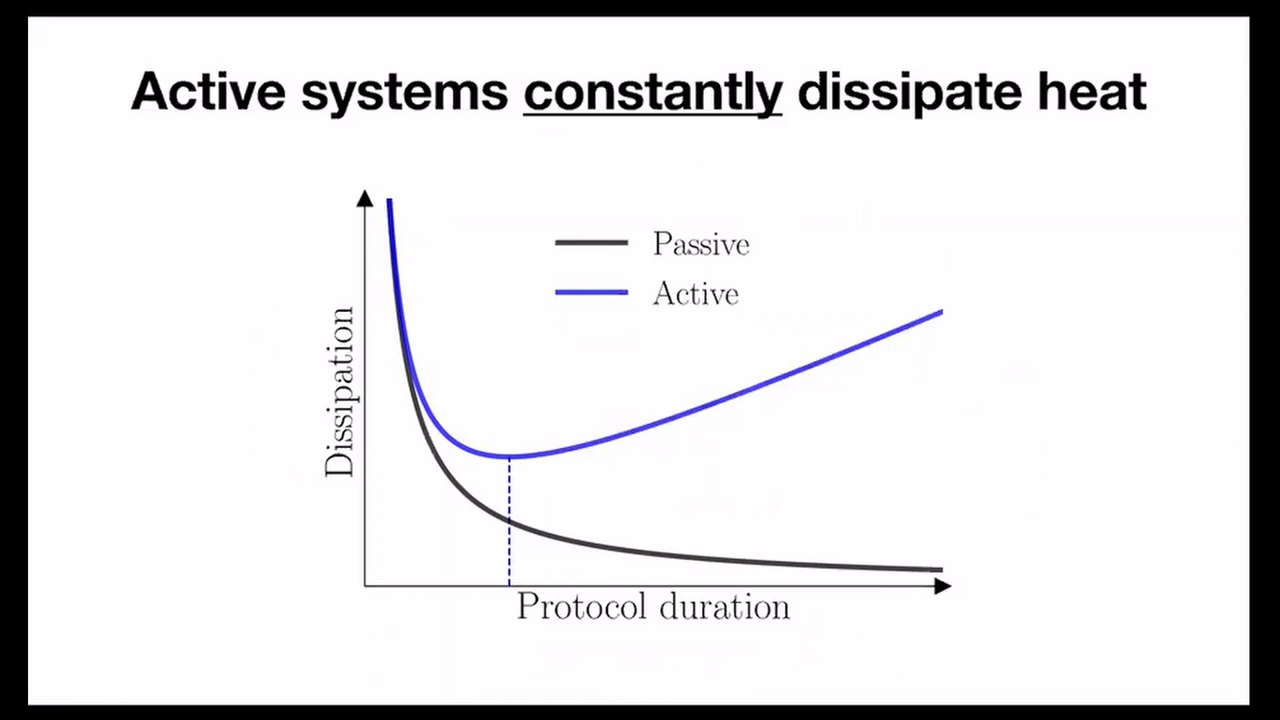 Active systems constantly dissipate heat
Passive
Active
Dissipation
Protocol duration